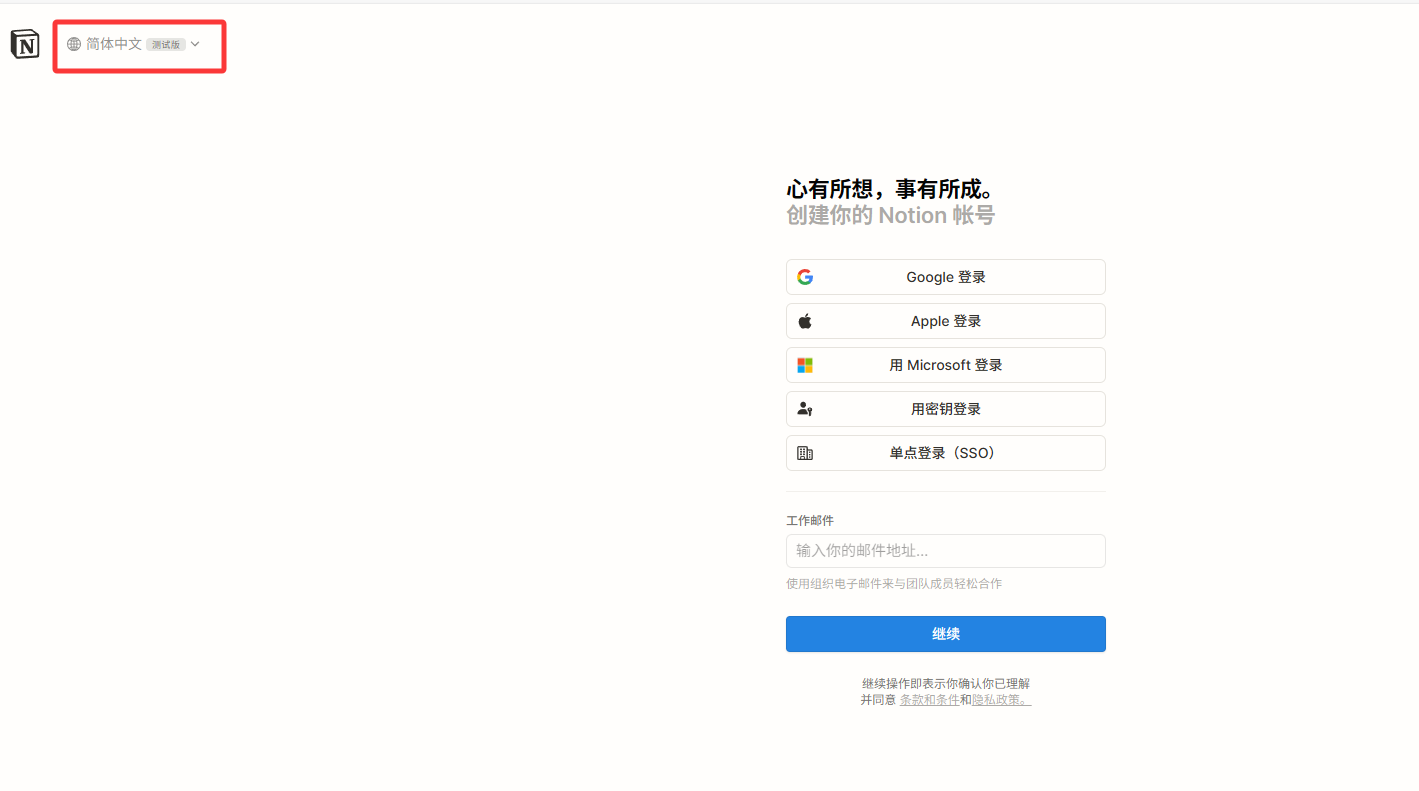 N
简体中文 测试版
心有所想，事有所成。
创建你的 Notion 帐号
Google 登录
Apple 登录
用 Microsoft 登录
用密钥登录
单点登录（SSO）
工作邮件
输入你的邮件地址...
使用组织电子邮件来与团队成员轻松合作
继续
继续操作即表示你确认你已理解
并同意 条款和条件和隐私政策。